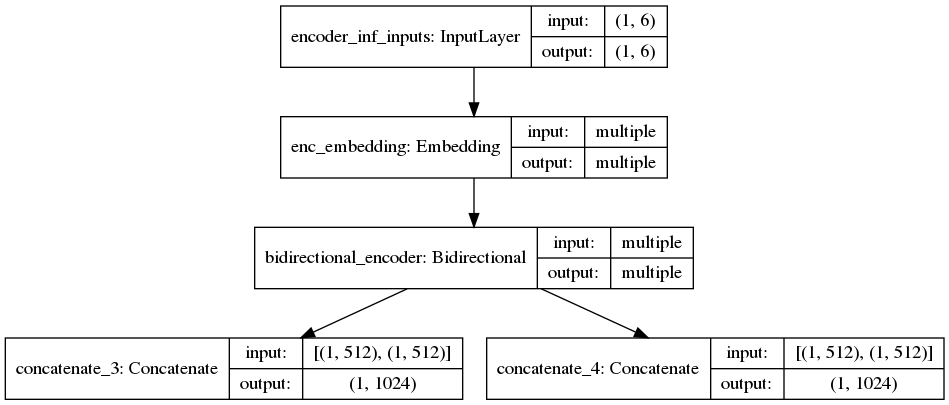 encoder_inf_inputs: InputLayer
input: (1, 6)
output: (1, 6)
enc_embedding: Embedding
input: multiple
output: multiple
bidirectional_encoder: Bidirectional
input: multiple
output: multiple
concatenate_3: Concatenate
input: [(1, 512), (1, 512)]
output: (1, 1024)
concatenate_4: Concatenate
input: [(1, 512), (1, 512)]
output: (1, 1024)